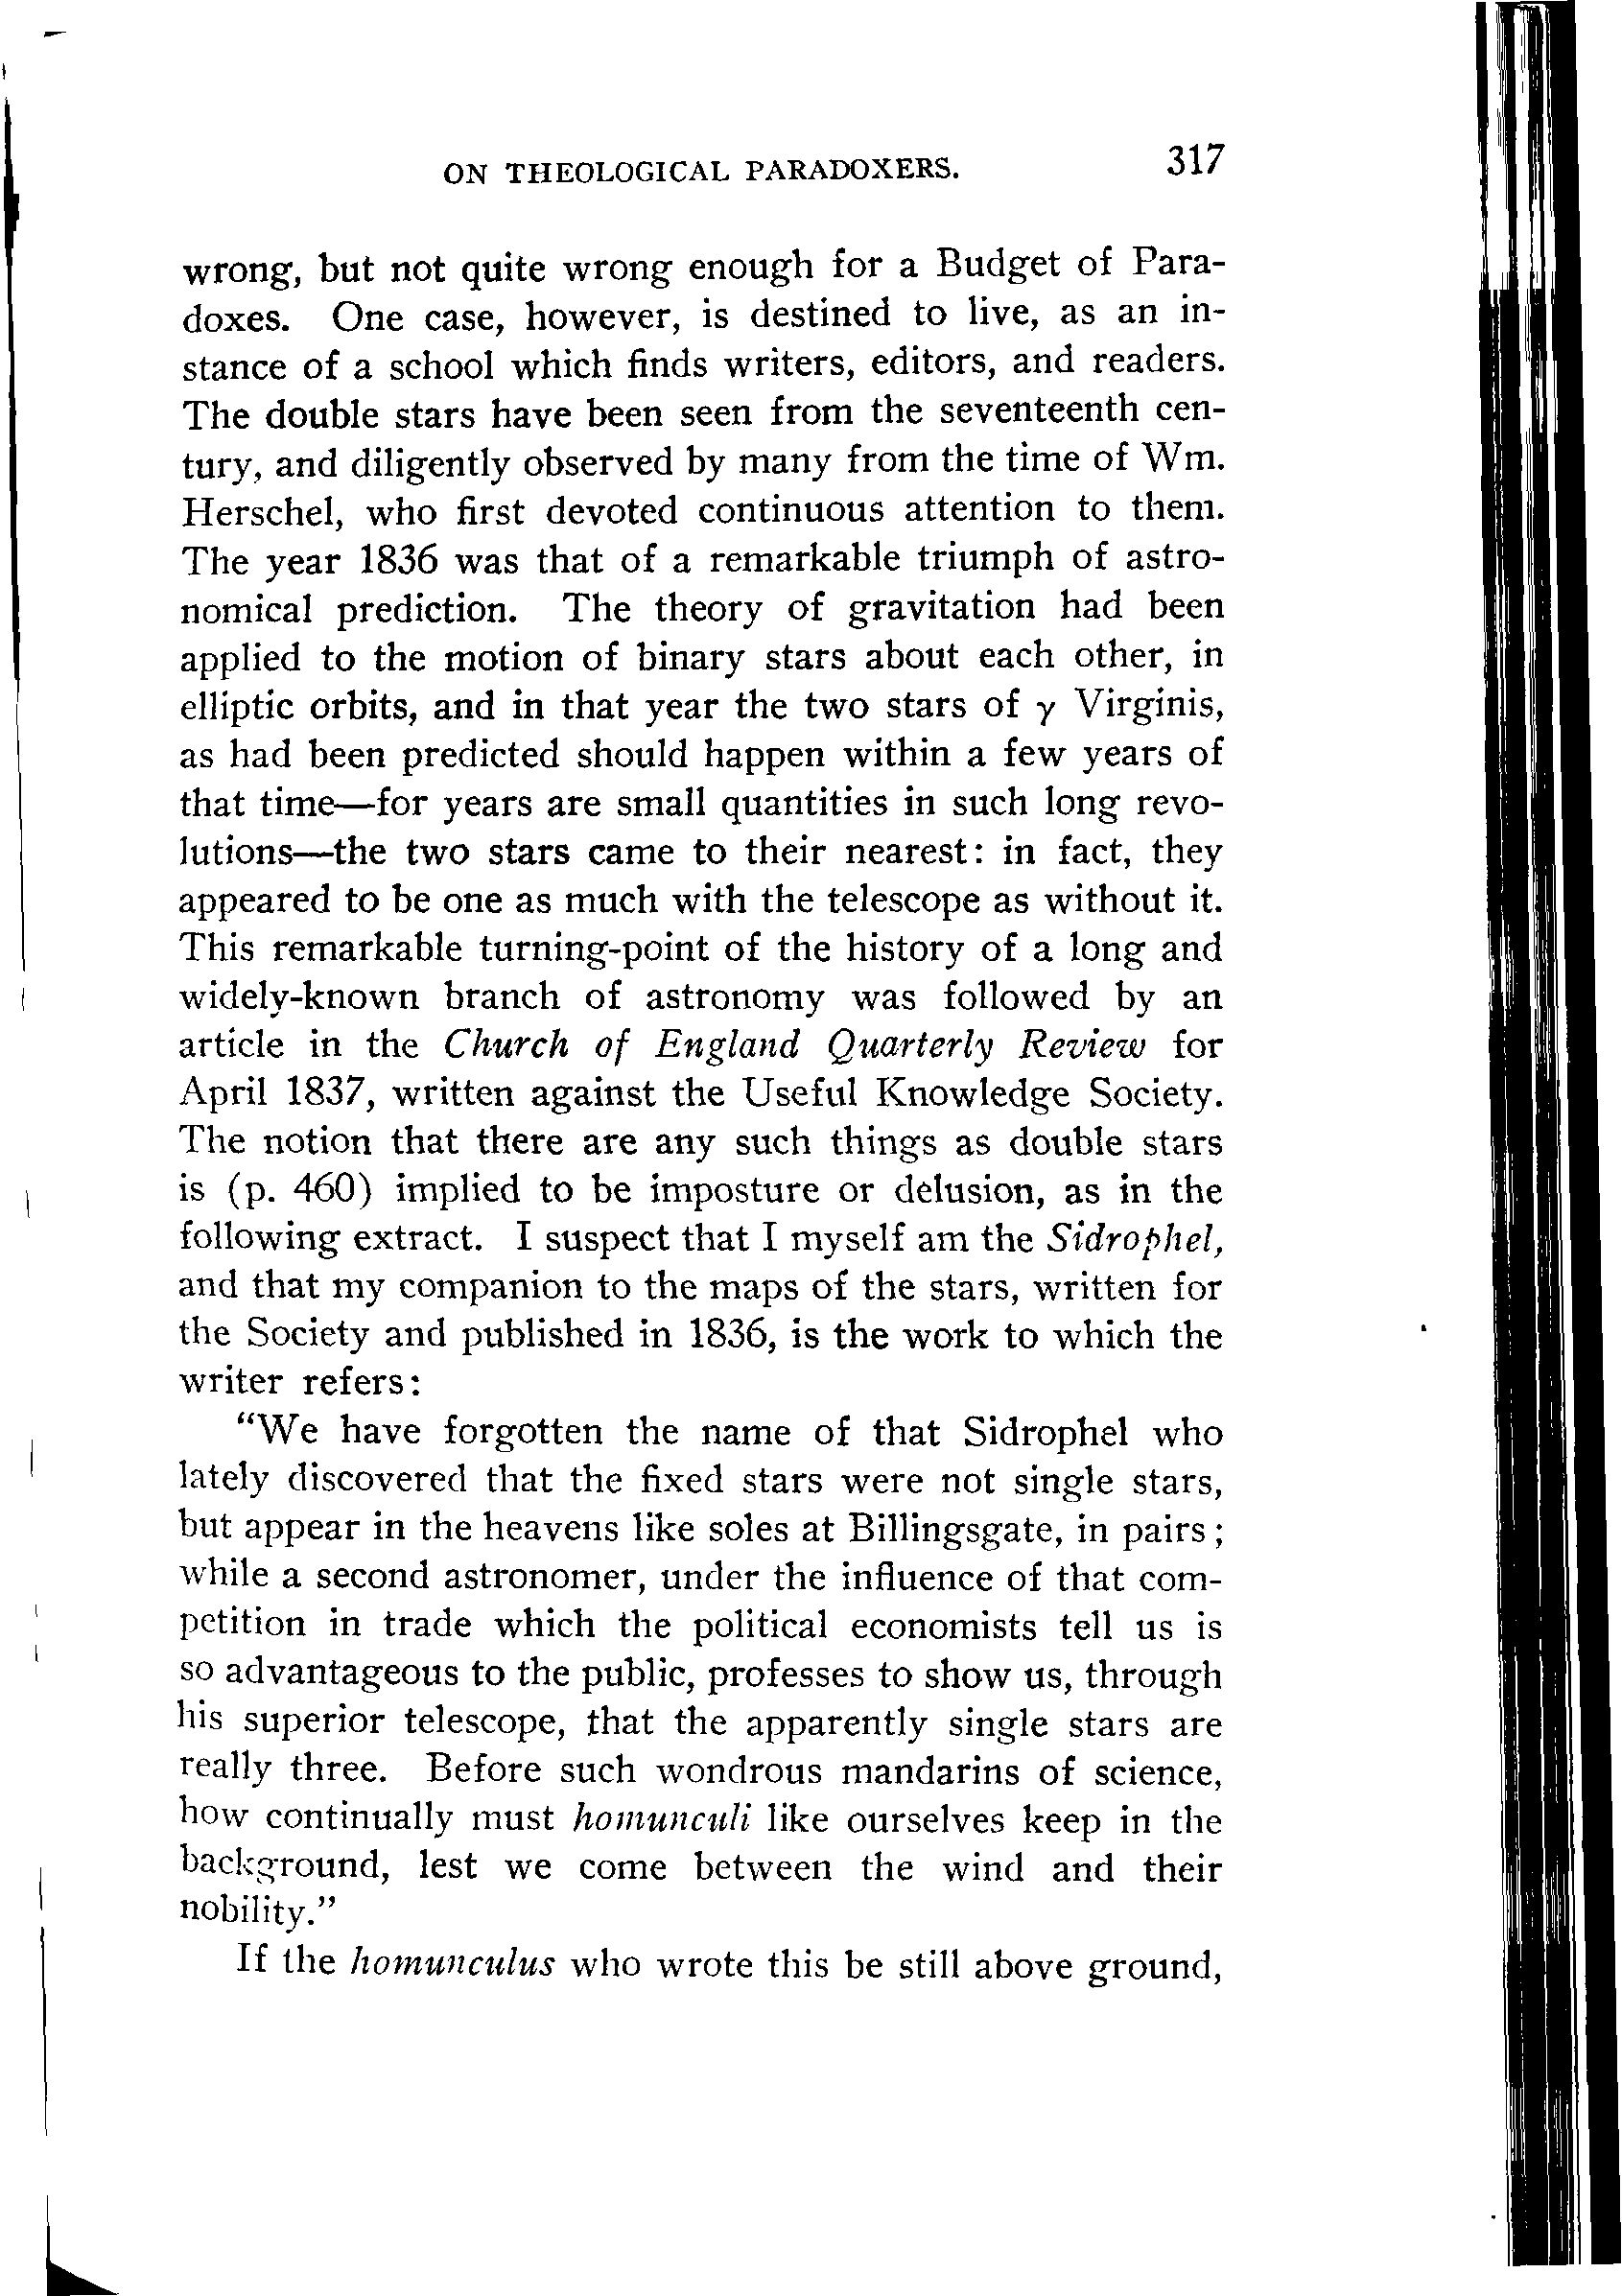 ON THEOLOGICAL PARADOXERS. 317
wrong, but not quite wrong enough for a Budget of Para-
doxes. One case, however, is destined to live, as an in-
stance of a school which finds writers, editors, and readers.
The double stars have been seen from the seventeenth cen-
tury, and diligently observed by many from the time of Wm.
Herschel, who first devoted continuous attention to them.
The year 1836 was that of a remarkable triumph of astro-
nomical prediction. The theory of gravitation had been
applied to the motion of binary stars about each other, in
elliptic orbits, and in that year the two stars of γ Virginis,
as had been predicted should happen within a few years of
that time—for years are small quantities in such long revo-
lutions—the two stars came to their nearest: in fact, they
appeared to be one as much with the telescope as without it.
This remarkable turning-point of the history of a long and
widely-known branch of astronomy was followed by an
article in the Church of England Quarterly Review for
April 1837, written against the Useful Knowledge Society.
The notion that there are any such things as double stars
is (p. 460) implied to be imposture or delusion, as in the
following extract. I suspect that I myself am the Sidrophel,
and that my companion to the maps of the stars, written for
the Society and published in 1836, is the work to which the
writer refers:
"We have forgotten the name of that Sidrophel who
lately discovered that the fixed stars were not single stars,
but appear in the heavens like soles at Billingsgate, in pairs;
while a second astronomer, under the influence of that com-
petition in trade which the political economists tell us is
so advantageous to the public, professes to show us, through
his superior telescope, that the apparently single stars are
really three. Before such wondrous mandarins of science,
how continually must homunculi like ourselves keep in the
background, lest we come between the wind and their
nobility."
If the homunculus who wrote this be still above ground,